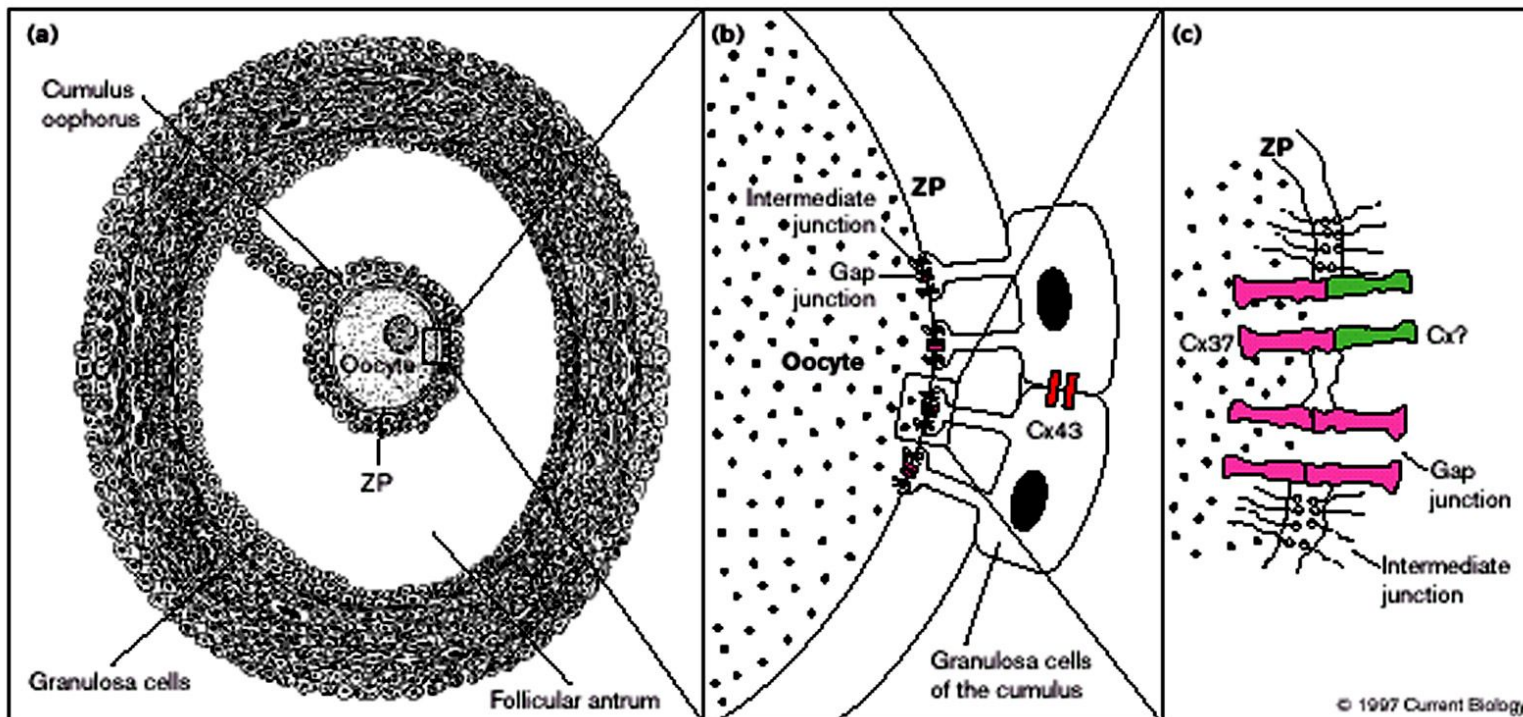 (a)
Cumulus
oophorus
Oocyte
ZP
Granulosa cells
Follicular antrum
(b)
ZP
Intermediate
junction
Gap
junction
Oocyte
Cx43
Granulosa cells
of the cumulus
(c)
ZP
Cx37
Cx?
Gap
junction
Intermediate
junction
© 1997 Current Biology